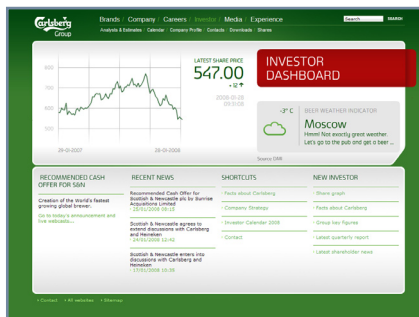 Carlsberg
Group
Brands / Company / Careers / Investor / Media / Experience
Search
SEARCH
Analysts & Estimates
Calendar
Company Profile
Contacts
Downloads
Shares
LATEST SHARE PRICE
547.00
2008-01-28
INVESTOR
DASHBOARD
800
700
600
500
29-01-2007
28-01-2008
-3° C
BEER WEATHER INDICATOR
Moscow
Hmm! Not exactly great weather.
Let's go to the pub and get a beer ...
Source DMI
RECOMMENDED CASH
OFFER FOR S&N
Creation of the World's fastest
growing global brewer.
Go to today's announcement and
live webcasts...
RECENT NEWS
Recommended Cash Offer for
Scottish & Newcastle plc by Sunrise
Acquisitions Limited
Scottish & Newcastle agrees to
extend discussions with Carlsberg
and Heineken
24/01/2008 12:42
Scottish & Newcastle enters into
discussions with Carlsberg and
Heineken
SHORTCUTS
Facts about Carlsberg
Company Strategy
Investor Calendar 2008
Contact
NEW INVESTOR
Share graph
Facts about Carlsberg
Group key figures
Latest quarterly report
Latest shareholder news
Contact
All websites
Sitemap